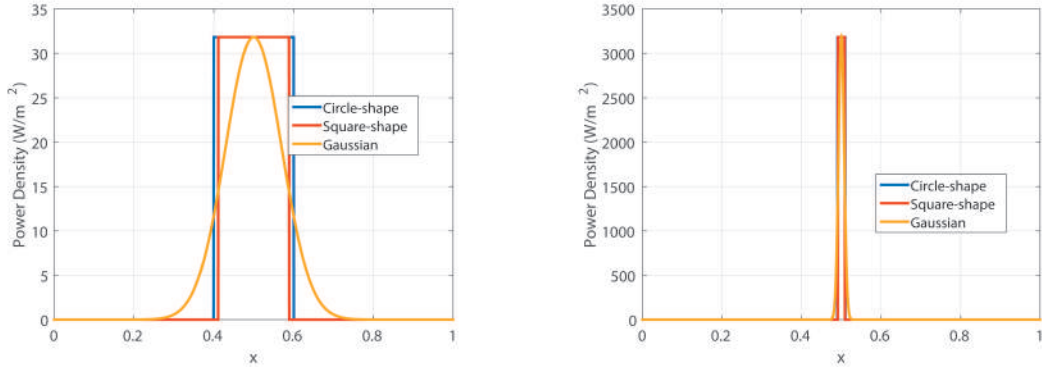 35
30
25
20
15
10
5
0
Power Density (W/m²)
Circle-shape
Square-shape
Gaussian
0 0.2 0.4 0.6 0.8 1
x
3500
3000
2500
2000
1500
1000
500
0
Power Density (W/m²)
Circle-shape
Square-shape
Gaussian
0 0.2 0.4 0.6 0.8 1
x